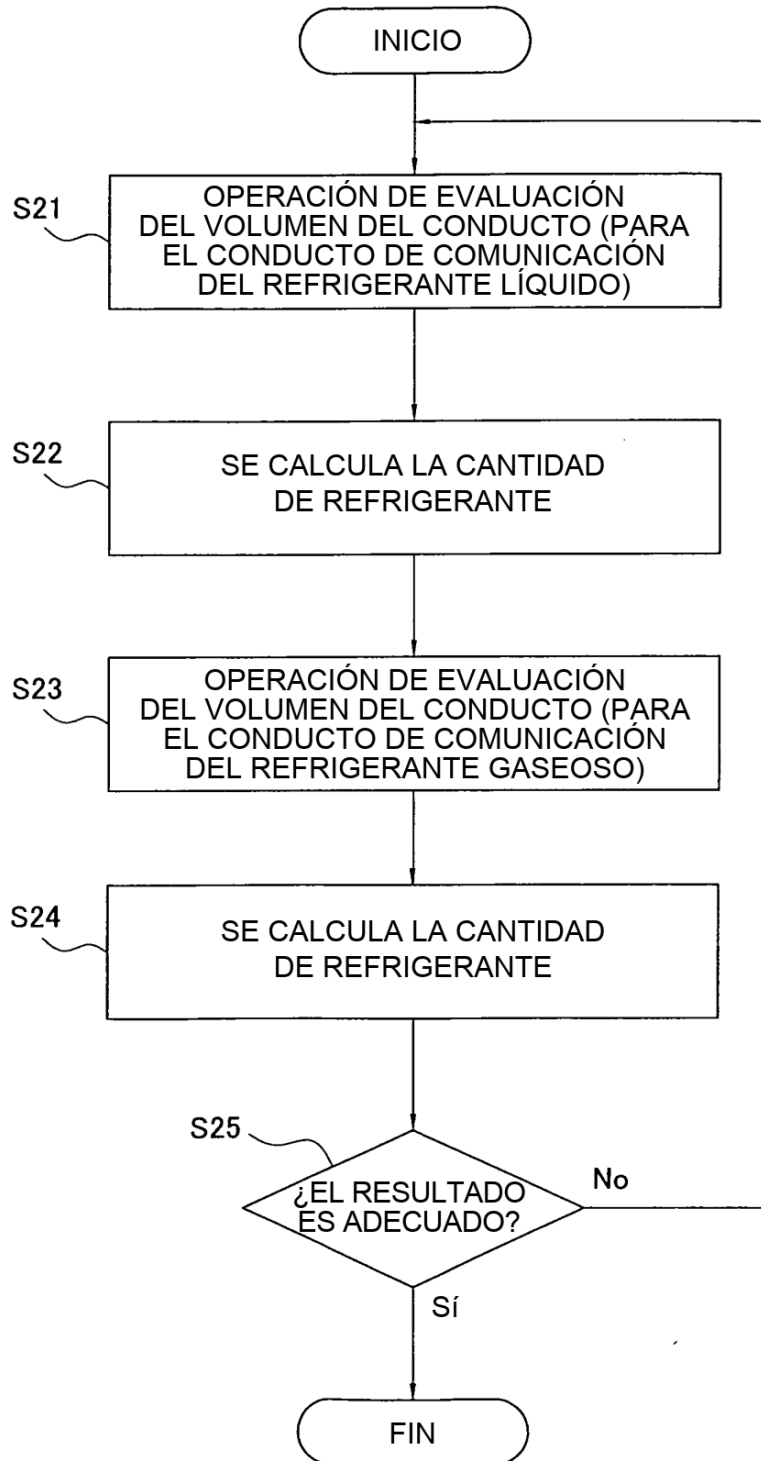 INICIO
S21
OPERACIÓN DE EVALUACIÓN
DEL VOLUMEN DEL CONDUCTO (PARA
EL CONDUCTO DE COMUNICACIÓN
DEL REFRIGERANTE LÍQUIDO)
S22
SE CALCULA LA CANTIDAD
DE REFRIGERANTE
S23
OPERACIÓN DE EVALUACIÓN
DEL VOLUMEN DEL CONDUCTO (PARA
EL CONDUCTO DE COMUNICACIÓN
DEL REFRIGERANTE GASEOSO)
S24
SE CALCULA LA CANTIDAD
DE REFRIGERANTE
S25
¿EL RESULTADO
ES ADECUADO?
No
Sí
FIN